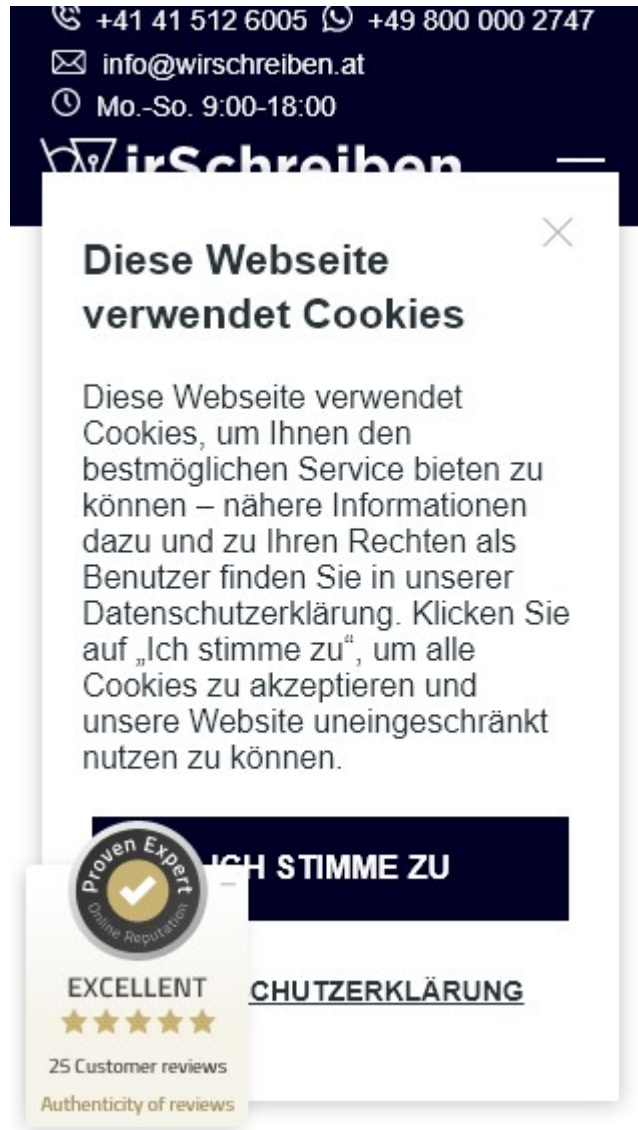 +41 41 512 6005 +49 800 000 2747
info@wirschreiben.at
Mo.-So. 9:00-18:00
WirSchreiben
Diese Webseite
verwendet Cookies
Diese Webseite verwendet
Cookies, um Ihnen den
bestmöglichen Service bieten zu
können – nähere Informationen
dazu und zu Ihren Rechten als
Benutzer finden Sie in unserer
Datenschutzerklärung. Klicken Sie
auf „Ich stimme zu“, um alle
Cookies zu akzeptieren und
unsere Website uneingeschränkt
nutzen zu können.
ICH STIMME ZU
CHUTZERKLÄRUNG
Proven Expert
Online Reputation
EXCELLENT
25 Customer reviews
Authenticity of reviews